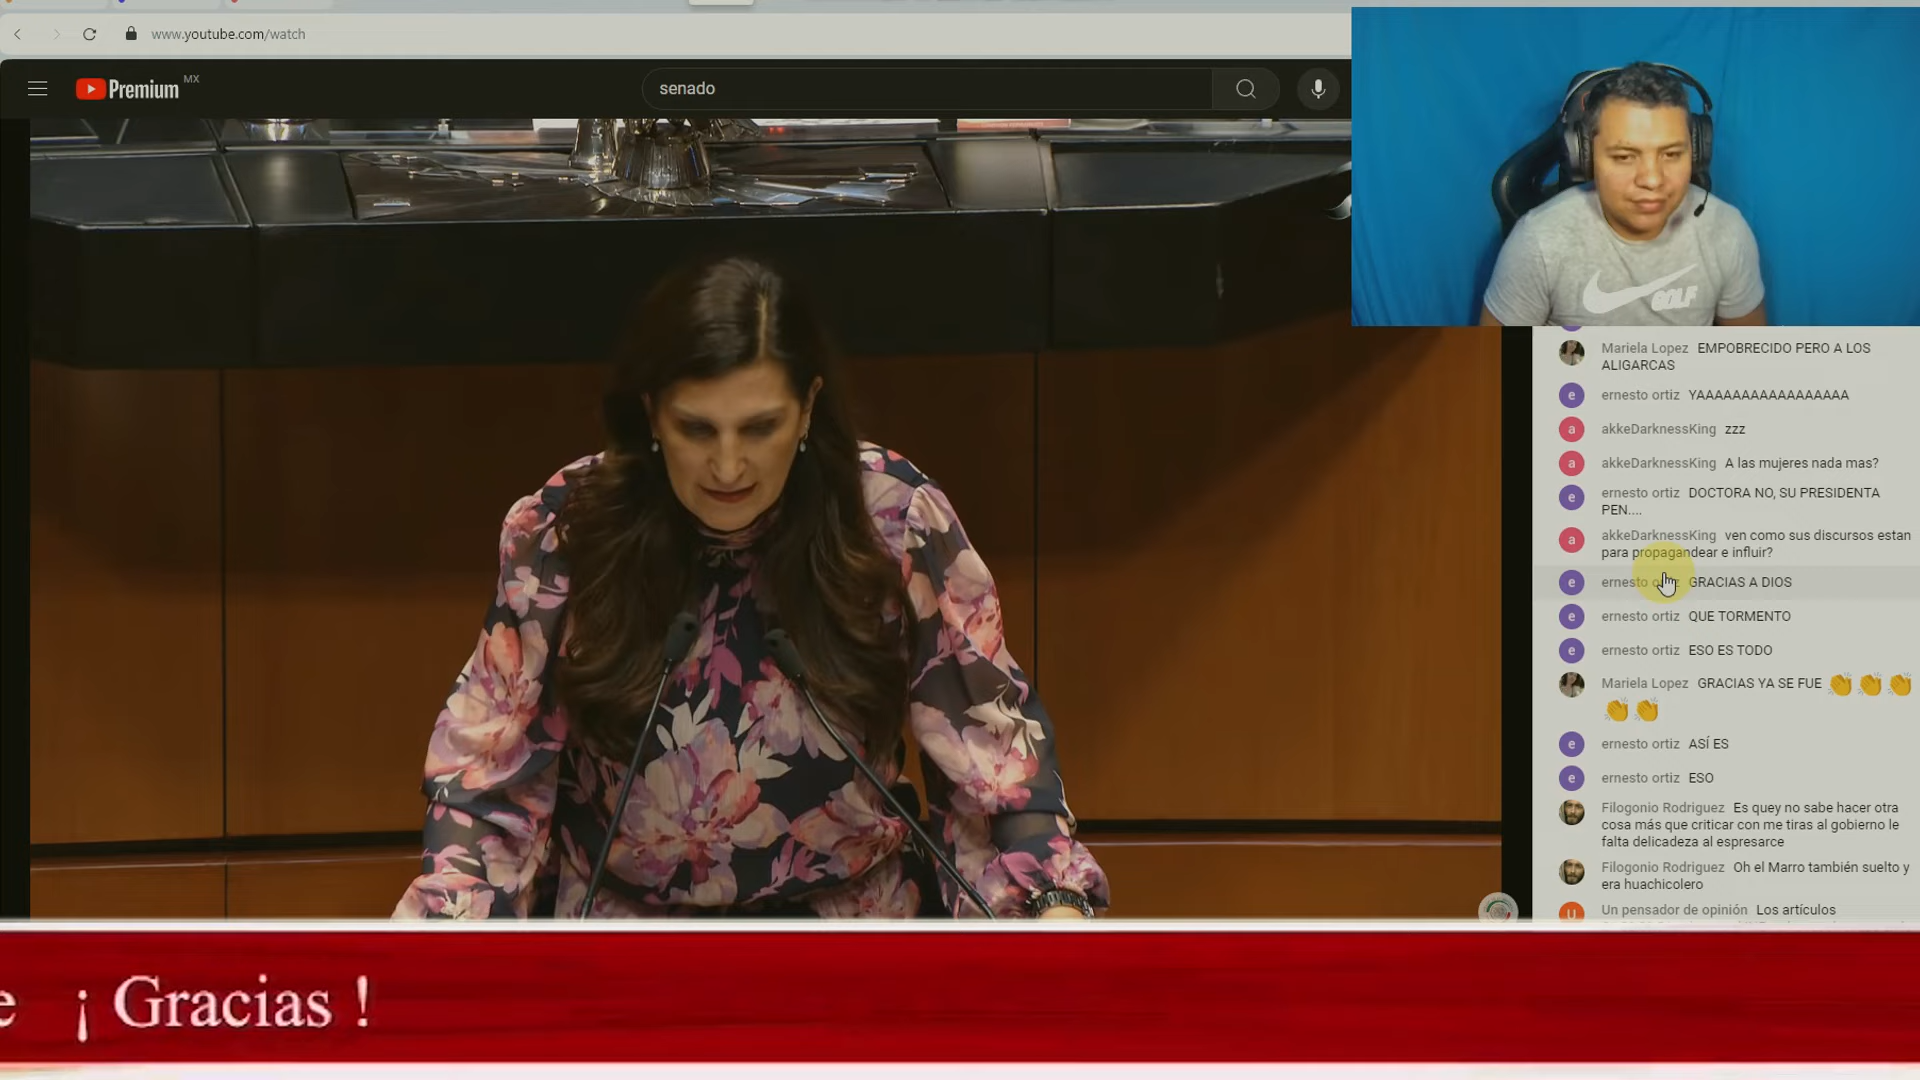 www.youtube.com/watch
Premium MX
senado
GOLF
Mariela Lopez EMPOBRECIDO PERO A LOS
ALIGARCAS
e ernesto ortiz YAAAAAAAAAAAAAAAAA
a akkeDarknessKing zzz
a akkeDarknessKing A las mujeres nada mas?
e ernesto ortiz DOCTORA NO, SU PRESIDENTA
PEN....
a akkeDarknessKing ven como sus discursos estan
para propagandear e influir?
e ernesto ortiz GRACIAS A DIOS
e ernesto ortiz QUE TORMENTO
e ernesto ortiz ESO ES TODO
Mariela Lopez GRACIAS YA SE FUE 👏👏👏
👏👏
e ernesto ortiz ASÍ ES
e ernesto ortiz ESO
Filogonio Rodriguez Es quey no sabe hacer otra
cosa más que criticar con me tiras al gobierno le
falta delicadeza al espresarce
Filogonio Rodriguez Oh el Marro también suelto y
era huachicolero
U Un pensador de opinión Los artículos
e ¡ Gracias !